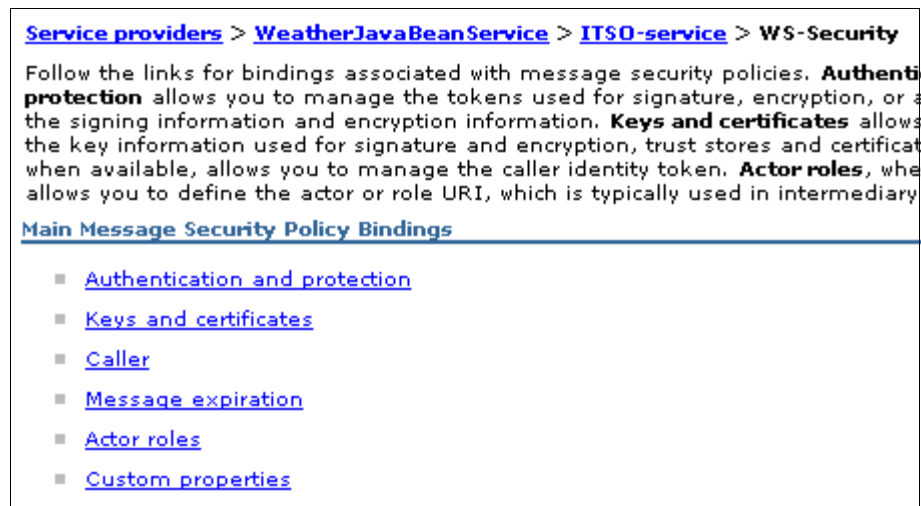 Service providers > WeatherJavaBeanService > ITSO-service > WS-Security
Follow the links for bindings associated with message security policies.
protection allows you to manage the tokens used for signature, encryption, or
the signing information and encryption information. Keys and certificates allows
the key information used for signature and encryption, trust stores and
when available, allows you to manage the caller identity token. Actor roles,
allows you to define the actor or role URI, which is typically used in intermediary
Main Message Security Policy Bindings
Authentication and protection
Keys and certificates
Caller
Message expiration
Actor roles
Custom properties